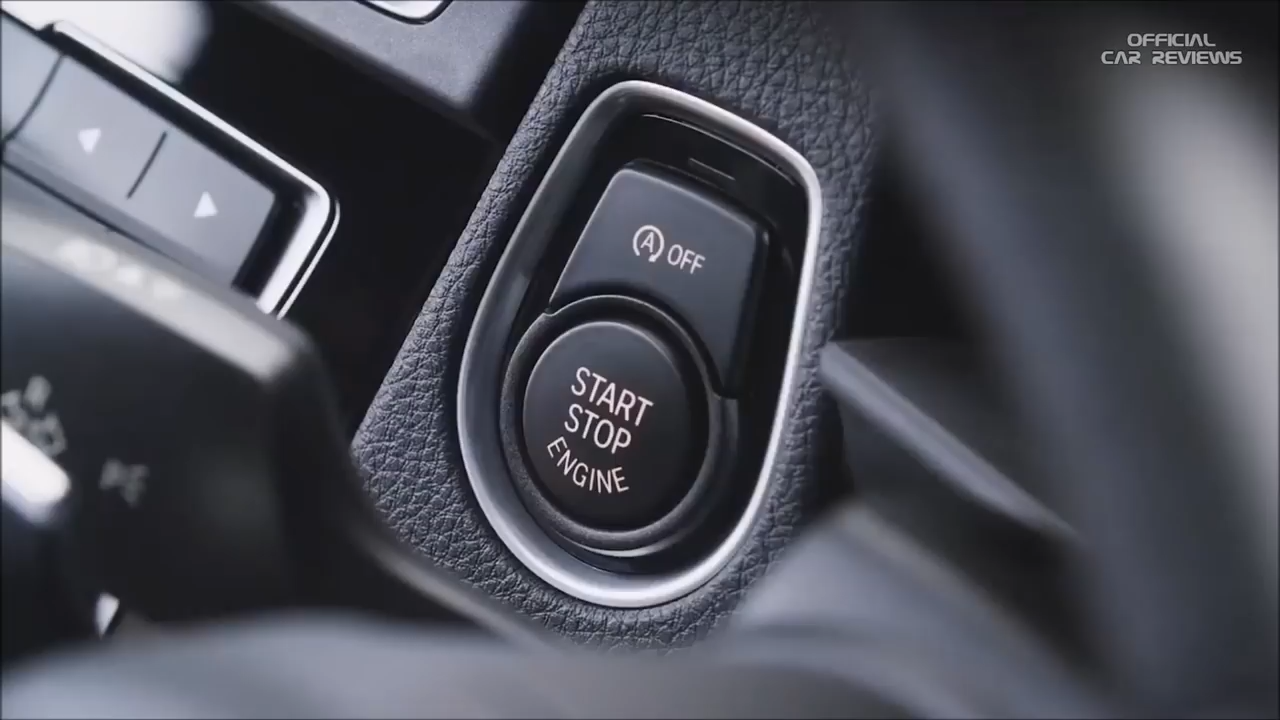 OFFICIAL
CAR REVIEWS
A OFF
START
STOP
ENGINE